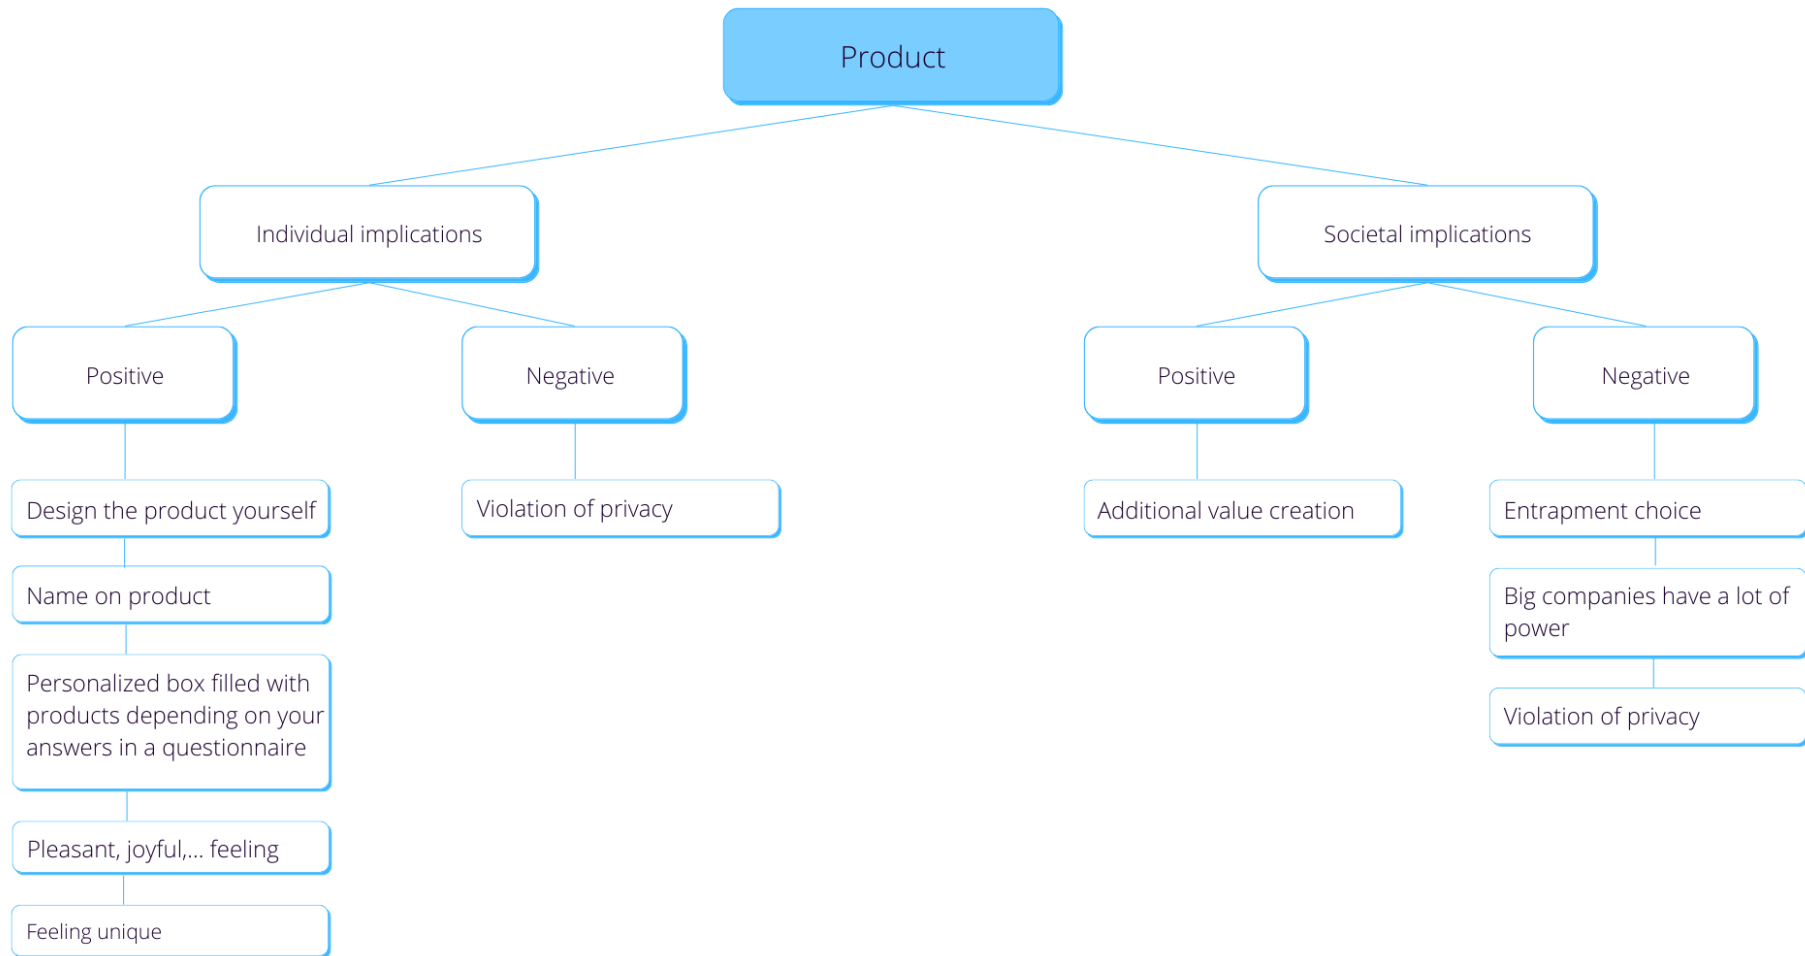 Product
Individual implications
Societal implications
Positive
Negative
Positive
Negative
Design the product yourself
Name on product
Personalized box filled with
products depending on your
answers in a questionnaire
Pleasant, joyful,... feeling
Feeling unique
Violation of privacy
Additional value creation
Entrapment choice
Big companies have a lot of
power
Violation of privacy